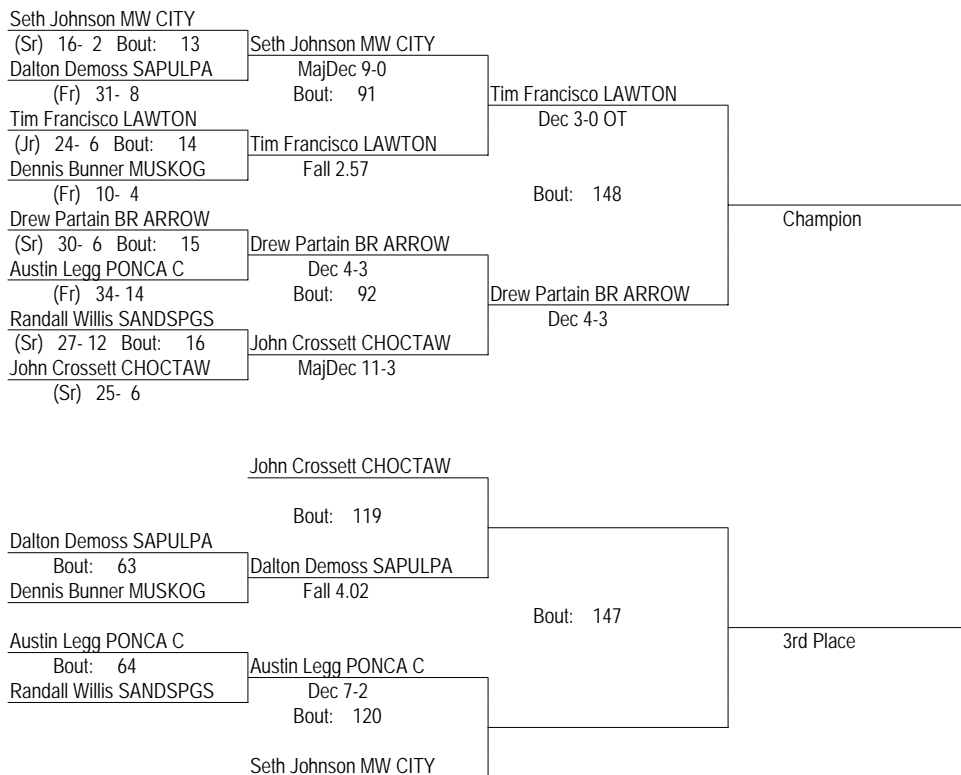 Seth Johnson MW CITY
(Sr) 16- 2 Bout: 13
Dalton Demoss SAPULPA
(Fr) 31- 8
Tim Francisco LAWTON
(Jr) 24- 6 Bout: 14
Dennis Bunner MUSKOG
(Fr) 10- 4
Drew Partain BR ARROW
(Sr) 30- 6 Bout: 15
Austin Legg PONCA C
(Fr) 34- 14
Randall Willis SANDSPGS
(Sr) 27- 12 Bout: 16
John Crossett CHOCTAW
(Sr) 25- 6
Seth Johnson MW CITY
MajDec 9-0
Bout: 91
Tim Francisco LAWTON
Fall 2.57
Drew Partain BR ARROW
Dec 4-3
Bout: 92
John Crossett CHOCTAW
MajDec 11-3
Tim Francisco LAWTON
Dec 3-0 OT
Bout: 148
Drew Partain BR ARROW
Dec 4-3
Champion
John Crossett CHOCTAW
Bout: 119
Dalton Demoss SAPULPA
Bout: 63
Dennis Bunner MUSKOG
Dalton Demoss SAPULPA
Fall 4.02
Austin Legg PONCA C
Bout: 64
Randall Willis SANDSPGS
Austin Legg PONCA C
Dec 7-2
Bout: 120
Seth Johnson MW CITY
Bout: 147
3rd Place